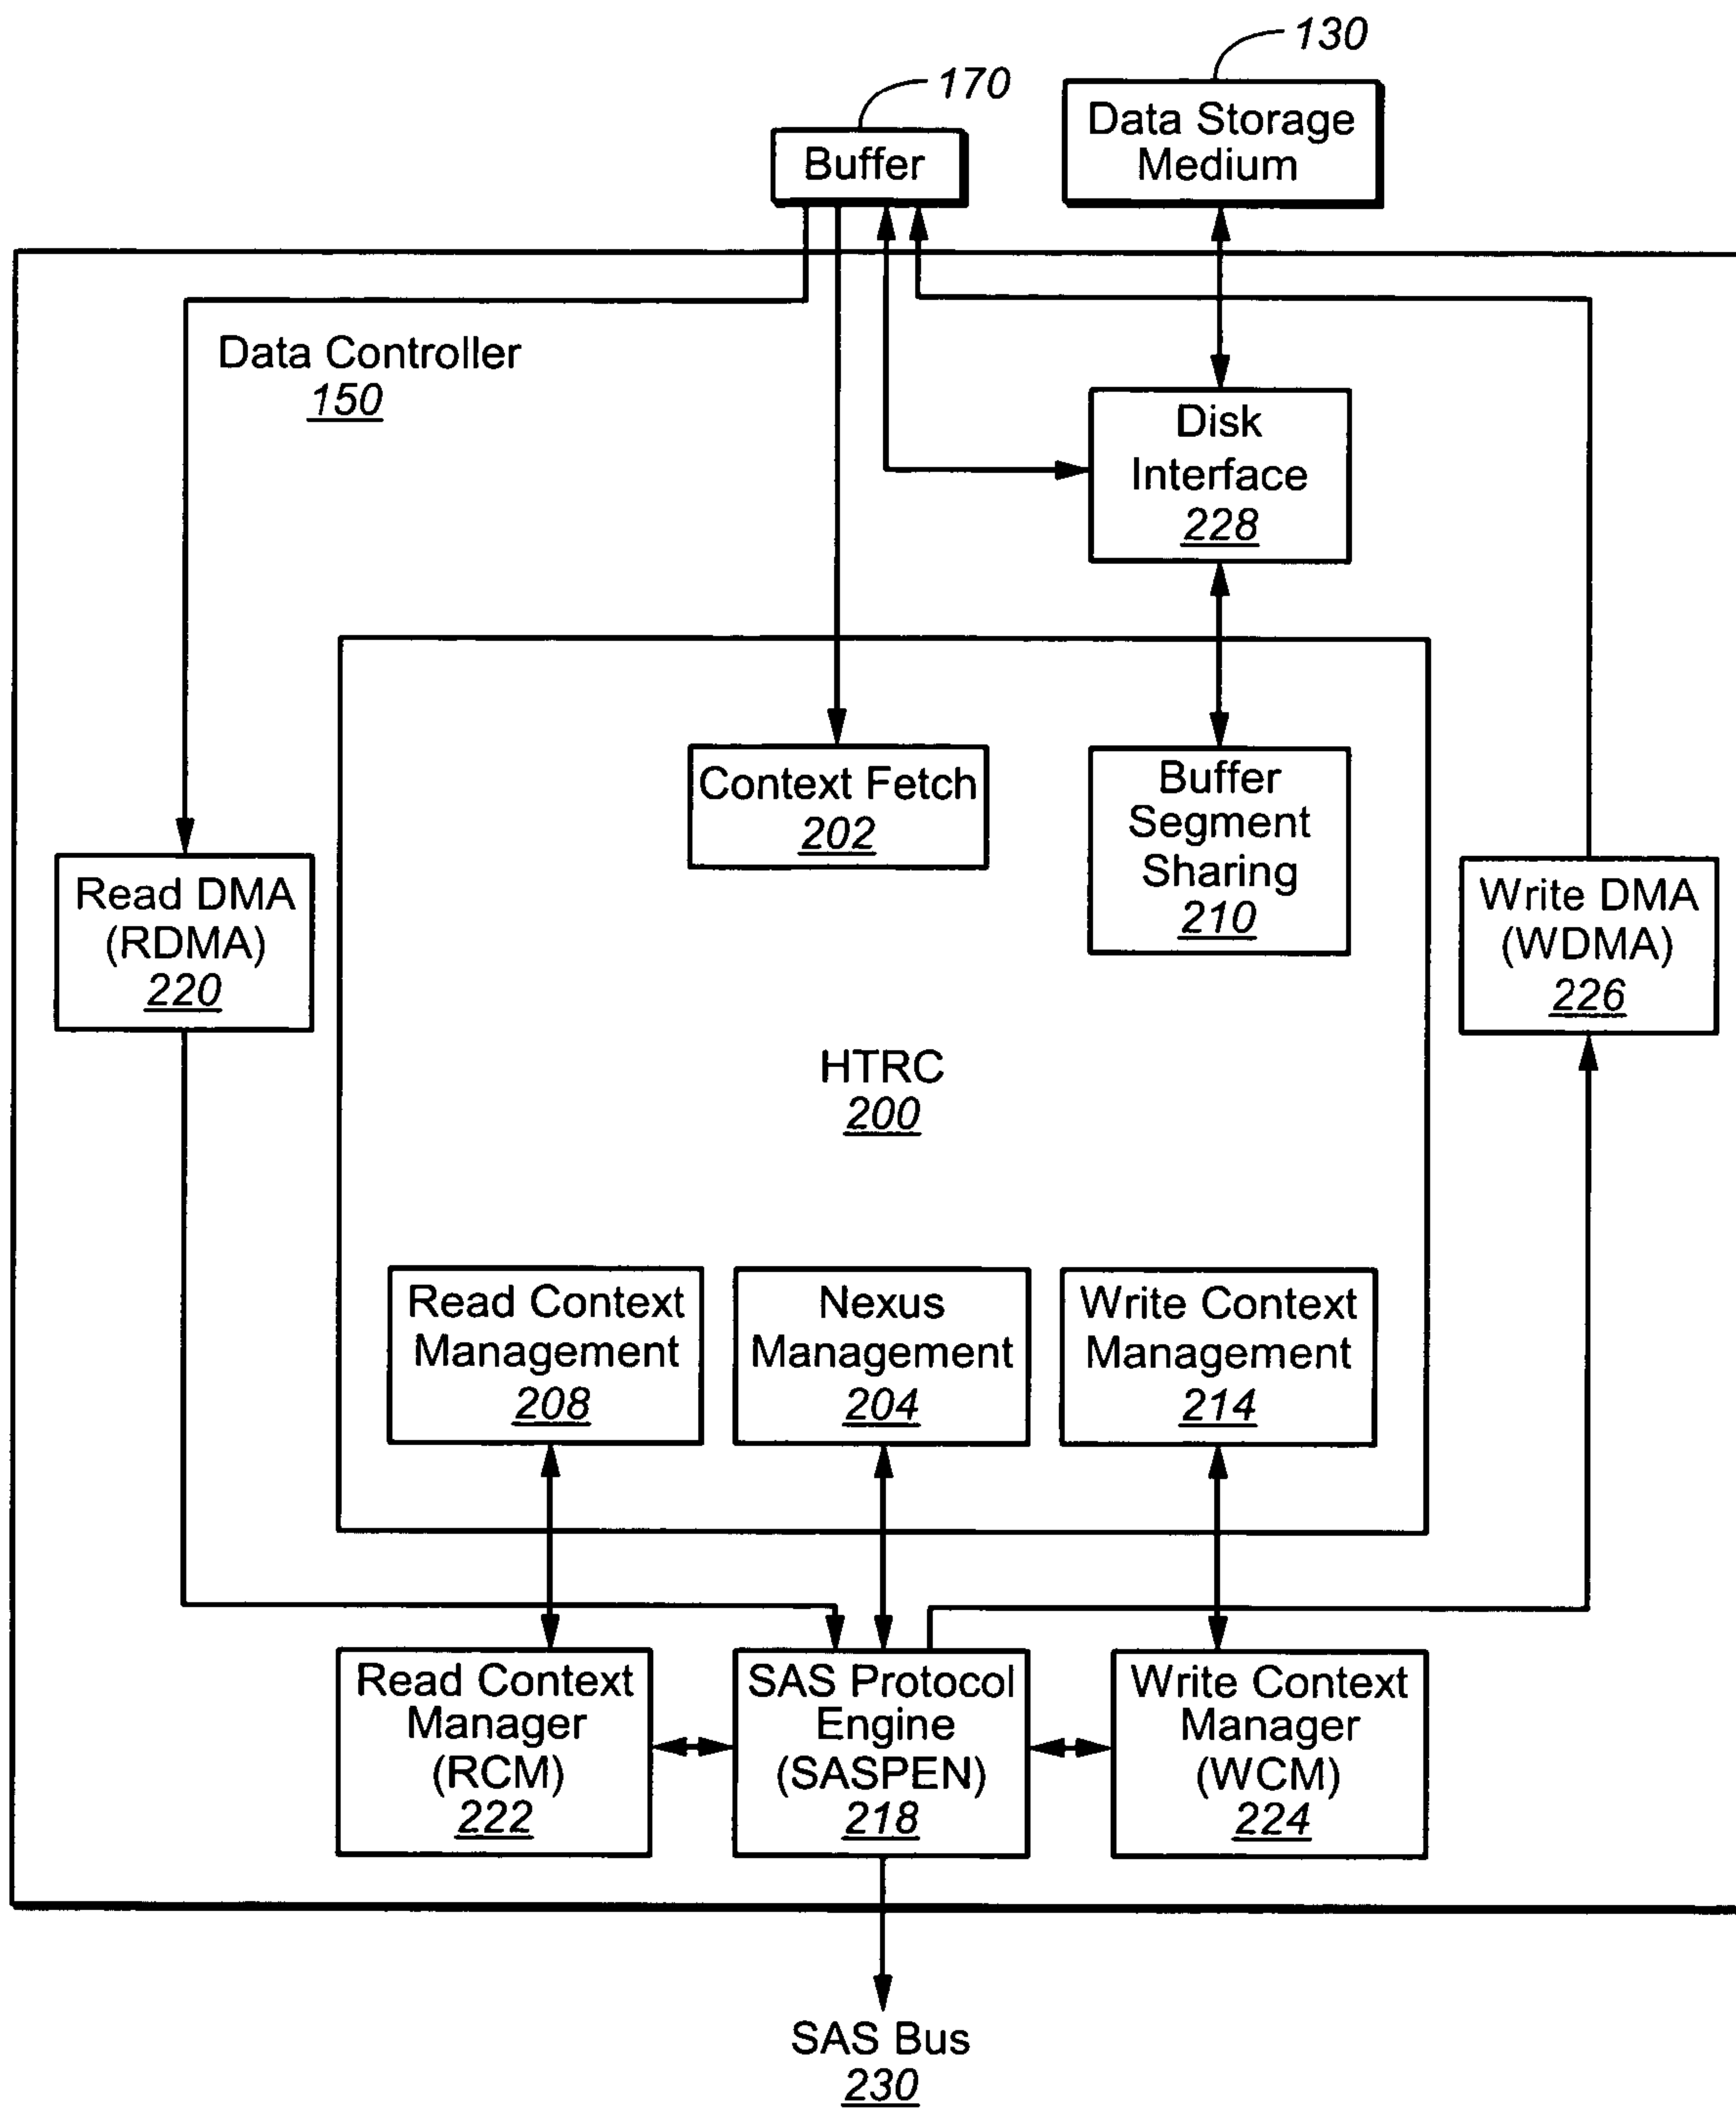 130
170
Data Storage
Medium
Buffer
Data Controller
150
Disk
Interface
228
Context Fetch
202
Buffer
Segment
Sharing
210
Read DMA
(RDMA)
220
Write DMA
(WDMA)
226
HTRC
200
Read Context
Management
208
Nexus
Management
204
Write Context
Management
214
Read Context
Manager
(RCM)
222
SAS Protocol
Engine
(SASPEN)
218
Write Context
Manager
(WCM)
224
SAS Bus
230